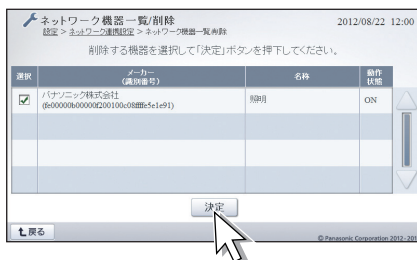 ネットワーク機器一覧/削除
2012/08/22 12:00
設定 > ネットワーク連携設定 > ネットワーク機器一覧/削除
削除する機器を選択して「決定」ボタンを押下してください。
選択
メーカー
(識別番号)
名称
動作
状態
パナソニック株式会社
(fe00000b00000f200100c08ffffe5e1e91)
照明
ON
決定
戻る
© Panasonic Corporation 2012-201